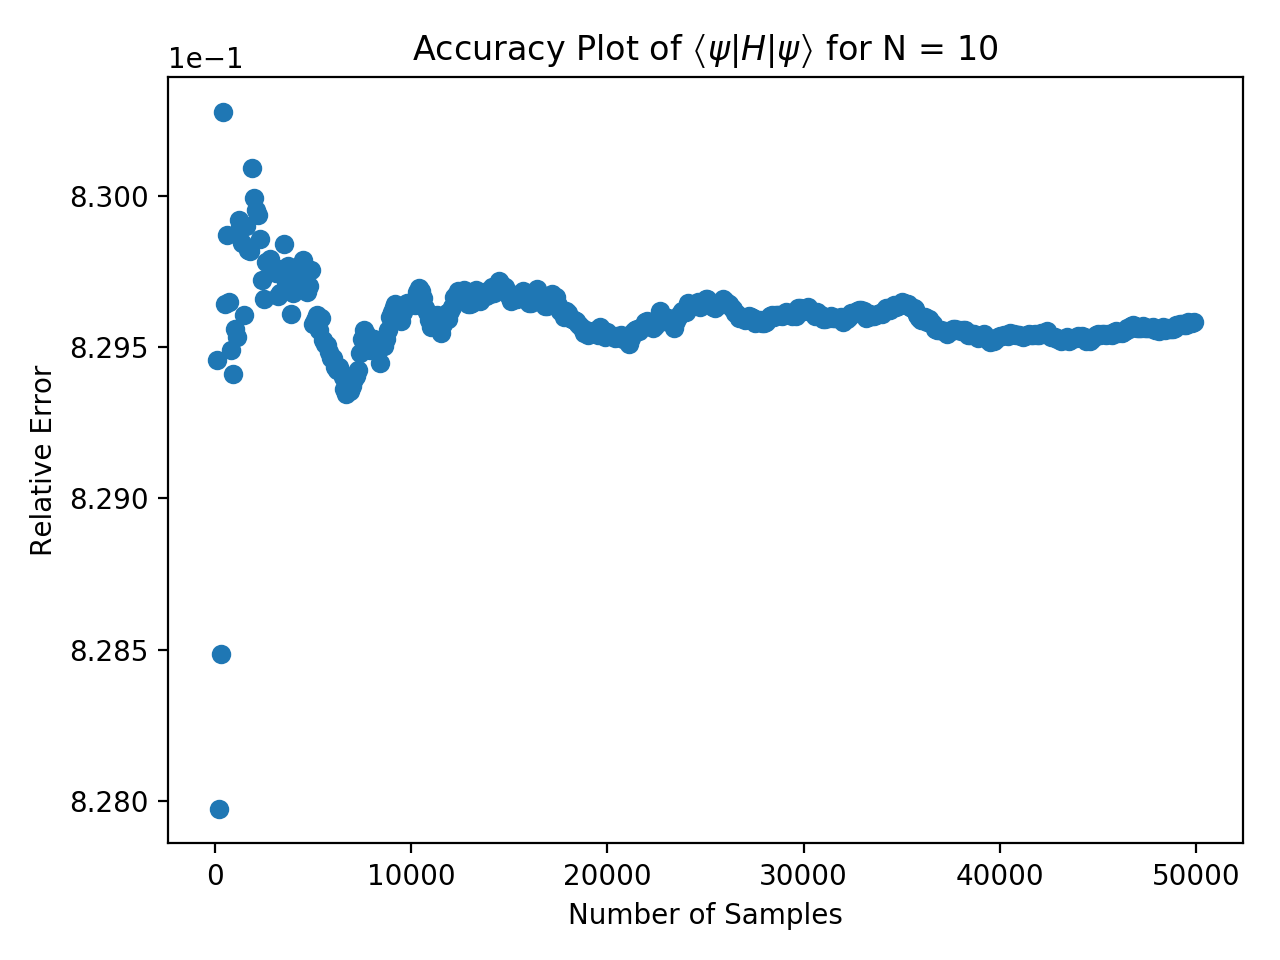 Accuracy Plot of ⟨ψ|H|ψ⟩ for N = 10
1e−1
8.300
8.295
8.290
8.285
8.280
Relative Error
0 10000 20000 30000 40000 50000
Number of Samples